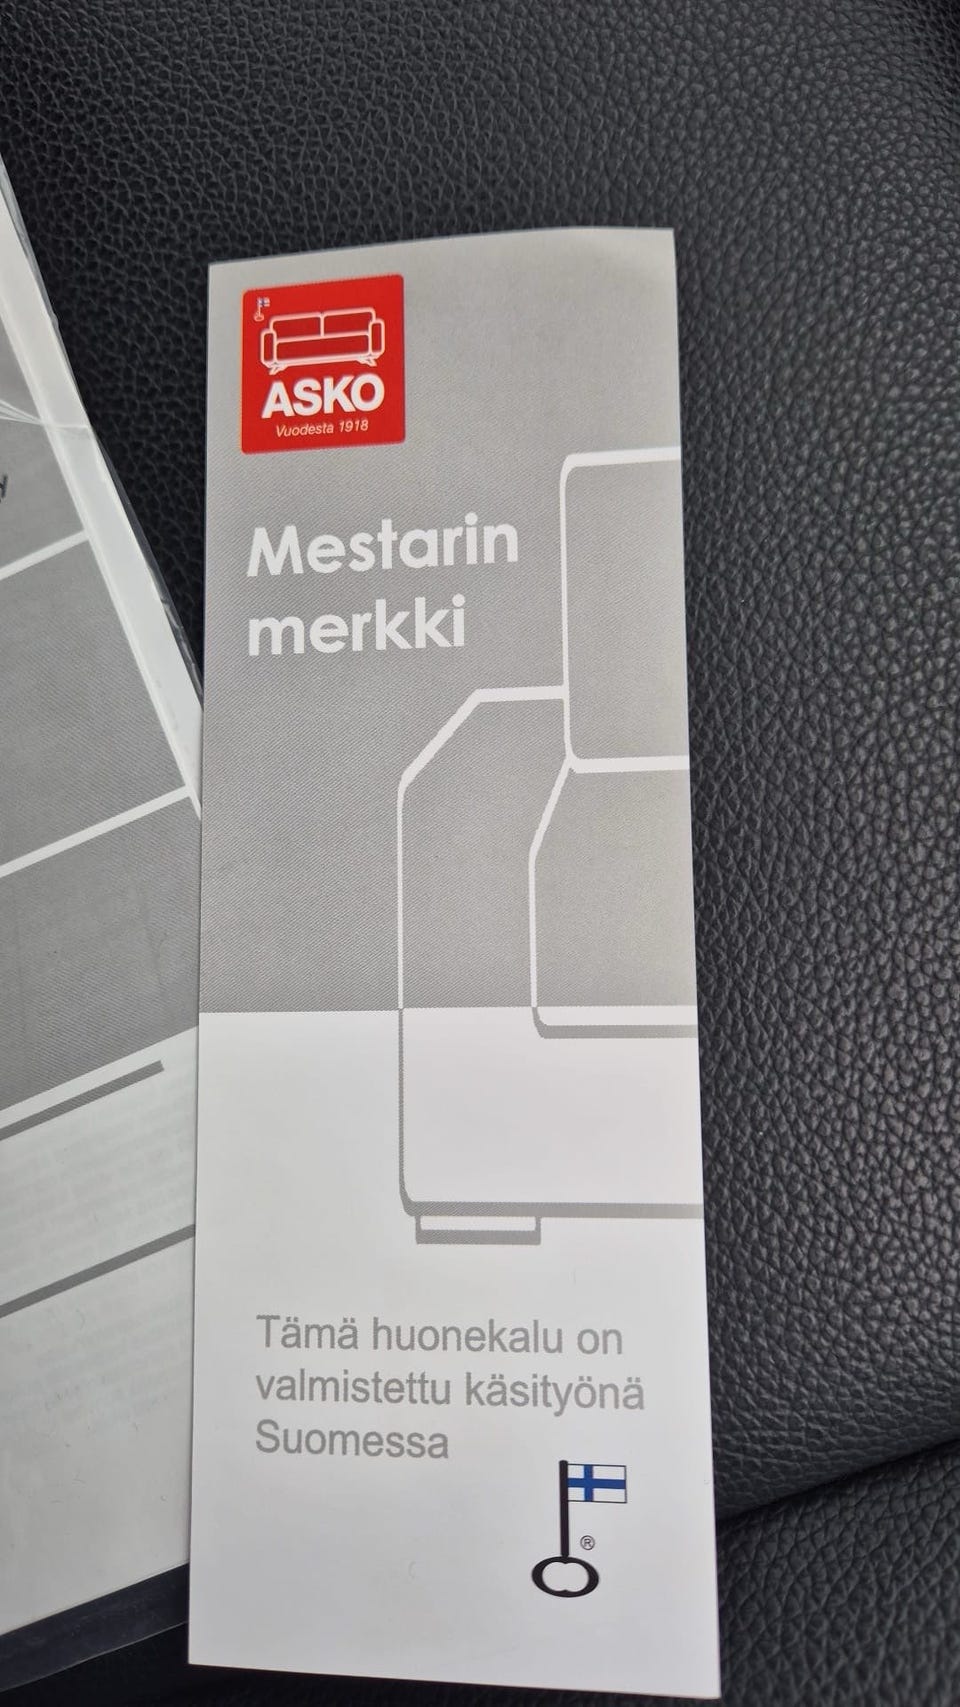 ASKO
Vuodesta 1918
Mestarin
merkki
Tämä huonekalu on
valmistettu käsityönä
Suomessa
®